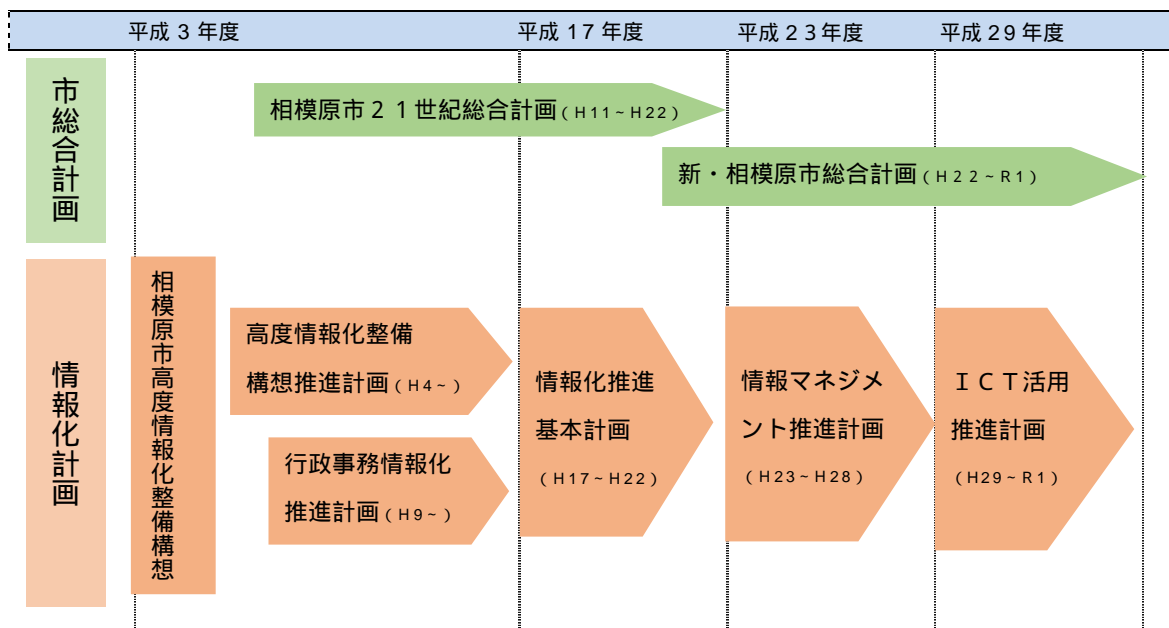 平成３年度
平成 17 年度
平成２３年度
平成 29 年度
市総合計画
相模原市２１世紀総合計画（H11～H22）
新・相模原市総合計画（H２２～R1）
情報化計画
相模原市高度情報化整備構想
高度情報化整備
構想推進計画（H4～）
行政事務情報化
推進計画（H9～）
情報化推進
基本計画
（H17～H22）
情報マネジメ
ント推進計画
（H23～H28）
ＩＣＴ活用
推進計画
（H29～R1）